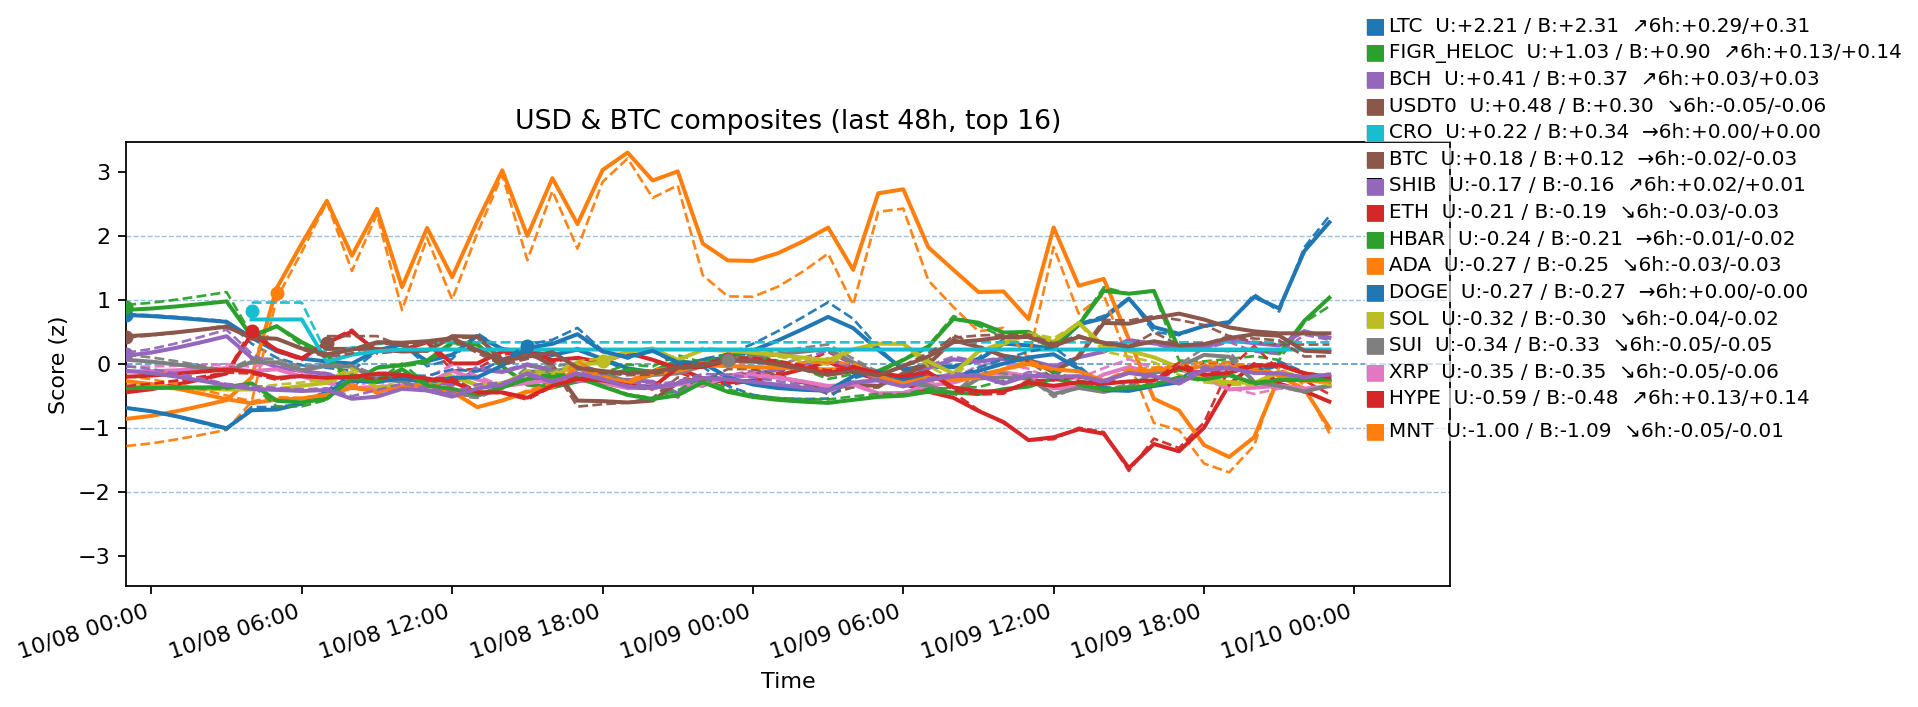 LTC  U:+2.21 / B:+2.31  ↗6h:+0.29/+0.31
FIGR_HELOC  U:+1.03 / B:+0.90  ↗6h:+0.13/+0.14
BCH  U:+0.41 / B:+0.37  ↗6h:+0.03/+0.03
USDT0  U:+0.48 / B:+0.30  ↘6h:-0.05/-0.06
CRO  U:+0.22 / B:+0.34  →6h:+0.00/+0.00
BTC  U:+0.18 / B:+0.12  →6h:-0.02/-0.03
SHIB  U:-0.17 / B:-0.16  ↗6h:+0.02/+0.01
ETH  U:-0.21 / B:-0.19  ↘6h:-0.03/-0.03
HBAR  U:-0.24 / B:-0.21  →6h:-0.01/-0.02
ADA  U:-0.27 / B:-0.25  ↘6h:-0.03/-0.03
DOGE  U:-0.27 / B:-0.27  →6h:+0.00/-0.00
SOL  U:-0.32 / B:-0.30  ↘6h:-0.04/-0.02
SUI  U:-0.34 / B:-0.33  ↘6h:-0.05/-0.05
XRP  U:-0.35 / B:-0.35  ↘6h:-0.05/-0.06
HYPE  U:-0.59 / B:-0.48  ↗6h:+0.13/+0.14
MNT  U:-1.00 / B:-1.09  ↘6h:-0.05/-0.01
USD & BTC composites (last 48h, top 16)
Score (z)
3
2
1
0
−1
−2
−3
10/08 00:00
10/08 06:00
10/08 12:00
10/08 18:00
10/09 00:00
10/09 06:00
10/09 12:00
10/09 18:00
10/10 00:00
Time